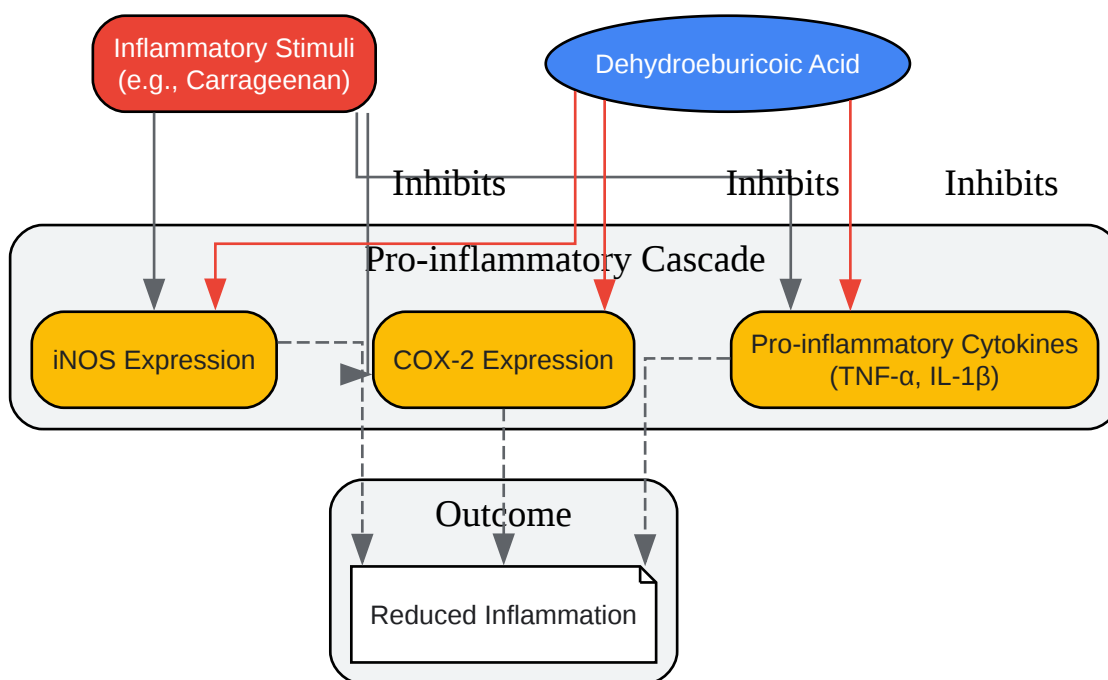 Inflammatory Stimuli
(e.g., Carrageenan)
Dehydroeburicoic Acid
Inhibits
Inhibits
Inhibits
Pro-inflammatory Cascade
iNOS Expression
COX-2 Expression
Pro-inflammatory Cytokines
(TNF-α, IL-1β)
Outcome
Reduced Inflammation